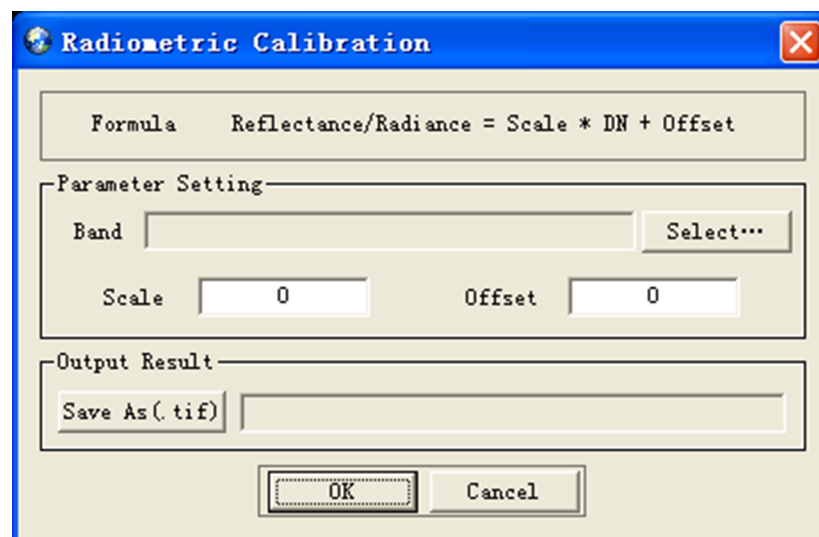 Radiometric Calibration
Formula Reflectance/Radiance = Scale * DN + Offset
Parameter Setting
Band Select…
Scale 0 Offset 0
Output Result
Save As(.tif)
OK Cancel